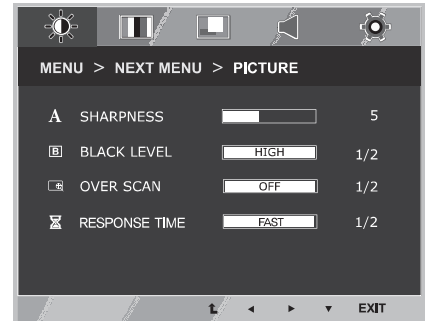 MENU > NEXT MENU > PICTURE
A SHARPNESS 5
B BLACK LEVEL HIGH 1/2
OVER SCAN OFF 1/2
RESPONSE TIME FAST 1/2
EXIT